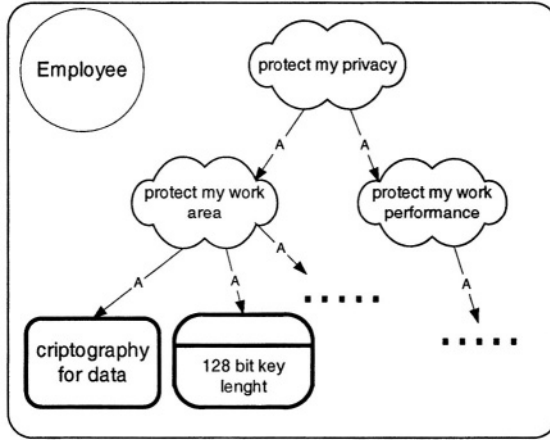 Employee
protect my privacy
A
A
protect my work
area
protect my work
performance
A
A
A
A
criptography
for data
128 bit key
lenght